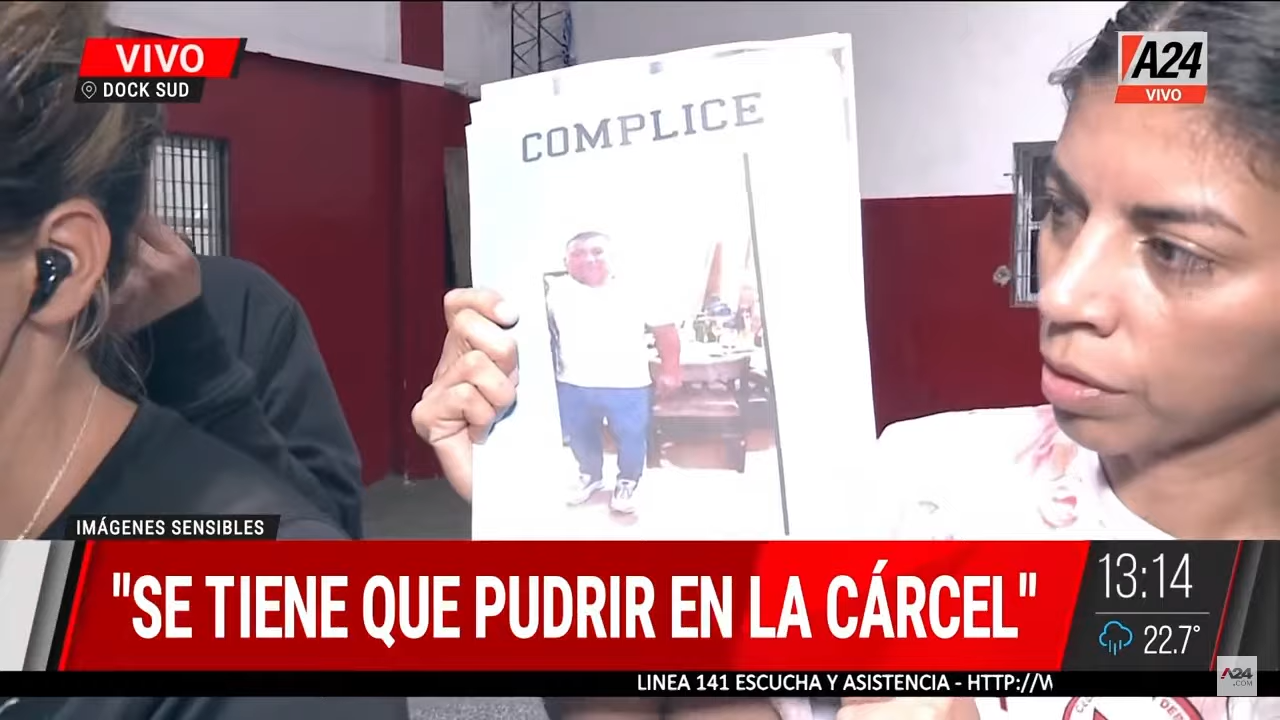 VIVO
DOCK SUD
A24
VIVO
COMPLICE
IMÁGENES SENSIBLES
"SE TIENE QUE PUDRIR EN LA CÁRCEL"
13:14
22.7°
LINEA 141 ESCUCHA Y ASISTENCIA - HTTP://W
A24
.COM